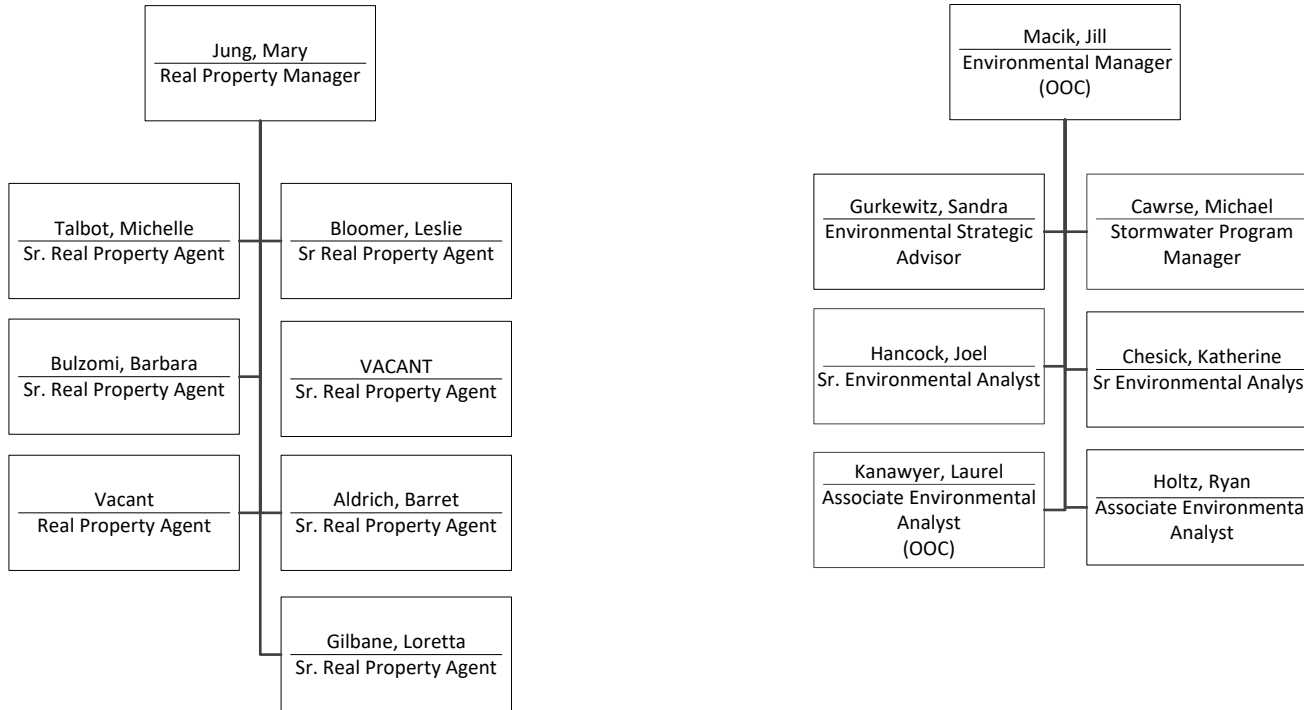 Jung, Mary
Real Property Manager
Talbot, Michelle
Sr. Real Property Agent
Bloomer, Leslie
Sr Real Property Agent
Bulzomi, Barbara
Sr. Real Property Agent
VACANT
Sr. Real Property Agent
Vacant
Real Property Agent
Aldrich, Barret
Sr. Real Property Agent
Gilbane, Loretta
Sr. Real Property Agent
Macik, Jill
Environmental Manager
(OOC)
Gurkewitz, Sandra
Environmental Strategic
Advisor
Cawrse, Michael
Stormwater Program
Manager
Hancock, Joel
Sr. Environmental Analyst
Chesick, Katherine
Sr Environmental Analys
Kanawyer, Laurel
Associate Environmental
Analyst
(OOC)
Holtz, Ryan
Associate Environmenta
Analyst